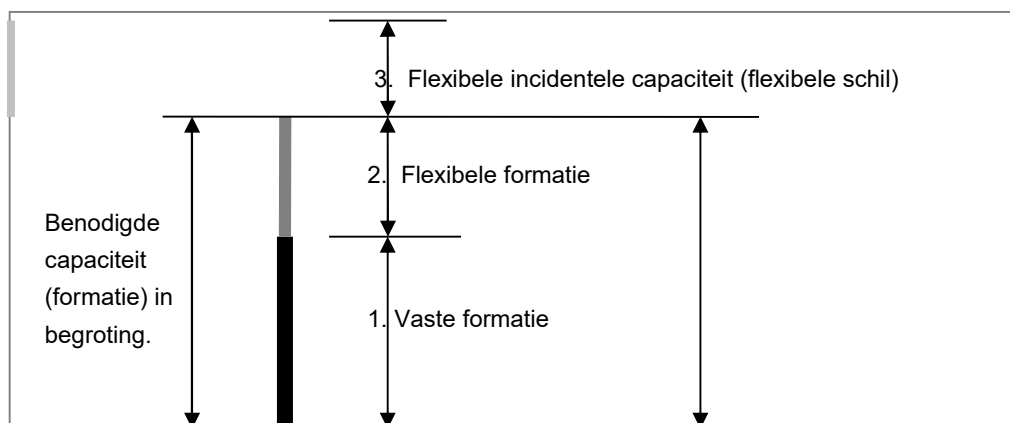 3. Flexibele incidentele capaciteit (flexibele schil)
2. Flexibele formatie
Benodigde
capaciteit
(formatie) in
begroting.
1. Vaste formatie